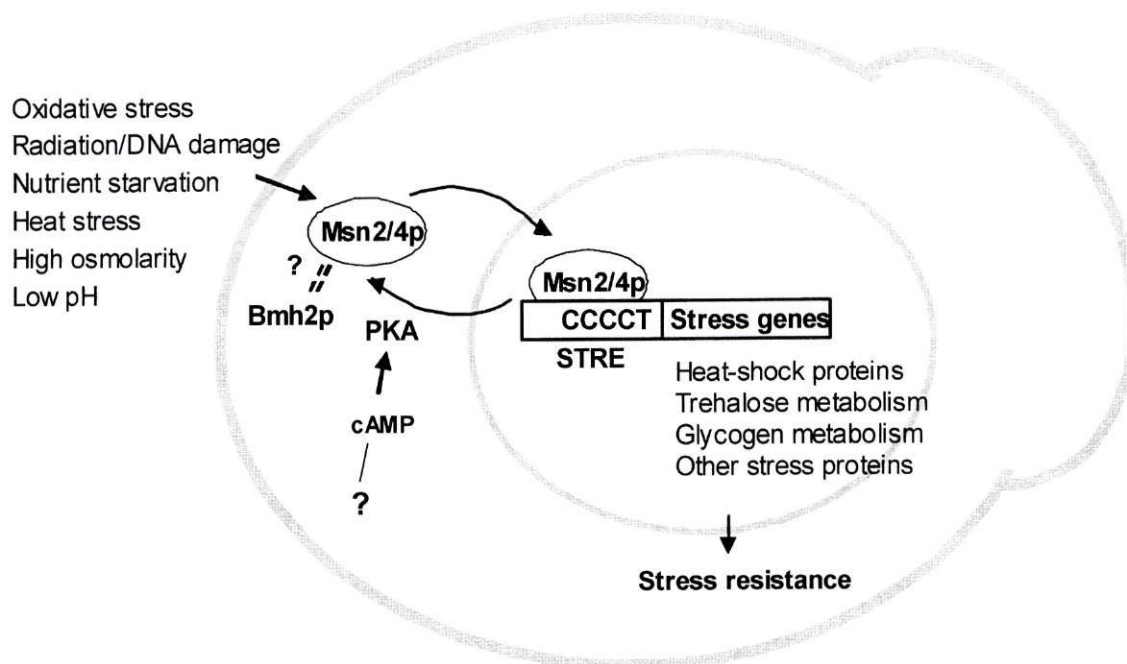 Oxidative stress
Radiation/DNA damage
Nutrient starvation
Heat stress
High osmolarity
Low pH
Msn2/4p
?
Bmh2p
PKA
cAMP
?
Msn2/4p
CCCCT
Stress genes
STRE
Heat-shock proteins
Trehalose metabolism
Glycogen metabolism
Other stress proteins
Stress resistance